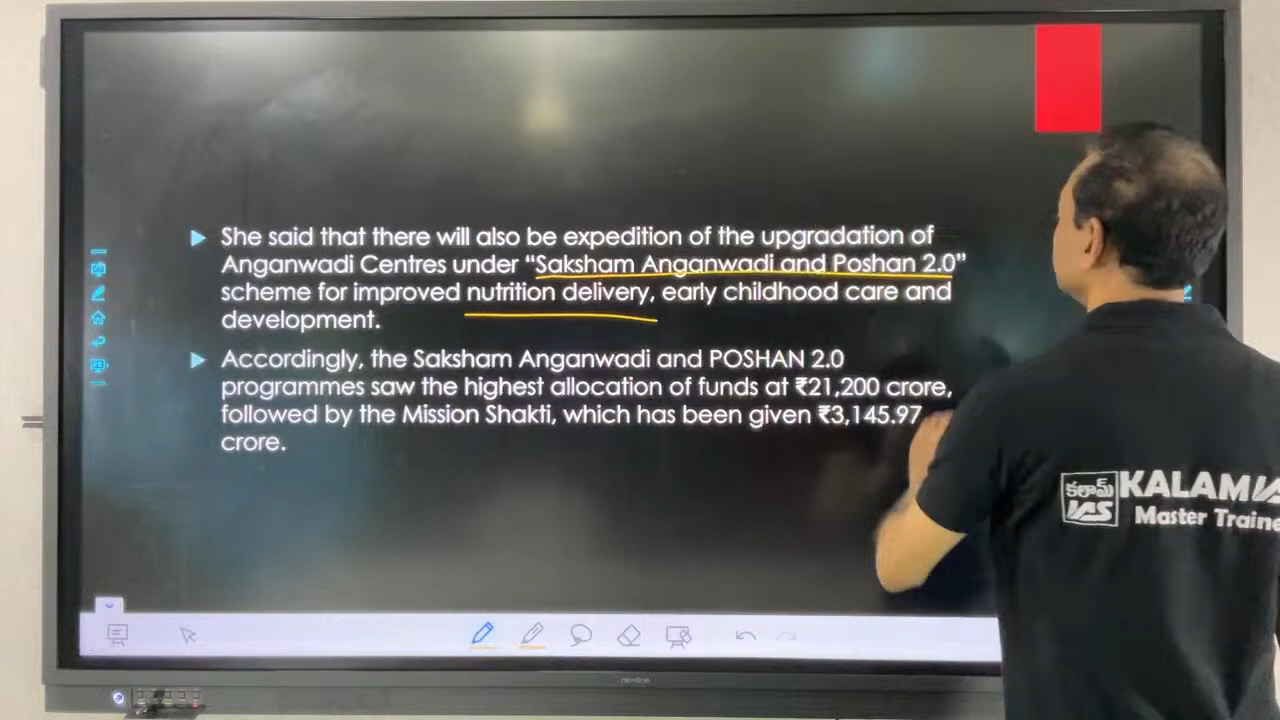 She said that there will also be expedition of the upgradation of
Anganwadi Centres under “Saksham Anganwadi and Poshan 2.0”
scheme for improved nutrition delivery, early childhood care and
development.
Accordingly, the Saksham Anganwadi and POSHAN 2.0
programmes saw the highest allocation of funds at ₹21,200 crore,
followed by the Mission Shakti, which has been given ₹3,145.97
crore.
కలామ్
IAS
KALAM IA
Master Traine